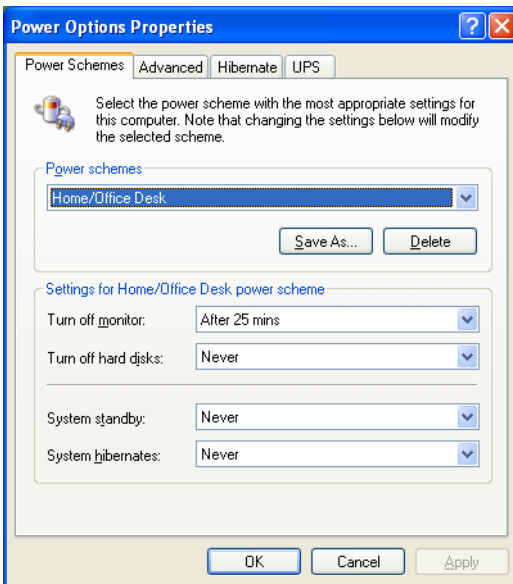 Power Options Properties
Power Schemes Advanced Hibernate UPS
Select the power scheme with the most appropriate settings for
this computer. Note that changing the settings below will modify
the selected scheme.
Power schemes
Home/Office Desk
Save As... Delete
Settings for Home/Office Desk power scheme
Turn off monitor: After 25 mins
Turn off hard disks: Never
System standby: Never
System hibernates: Never
OK Cancel Apply